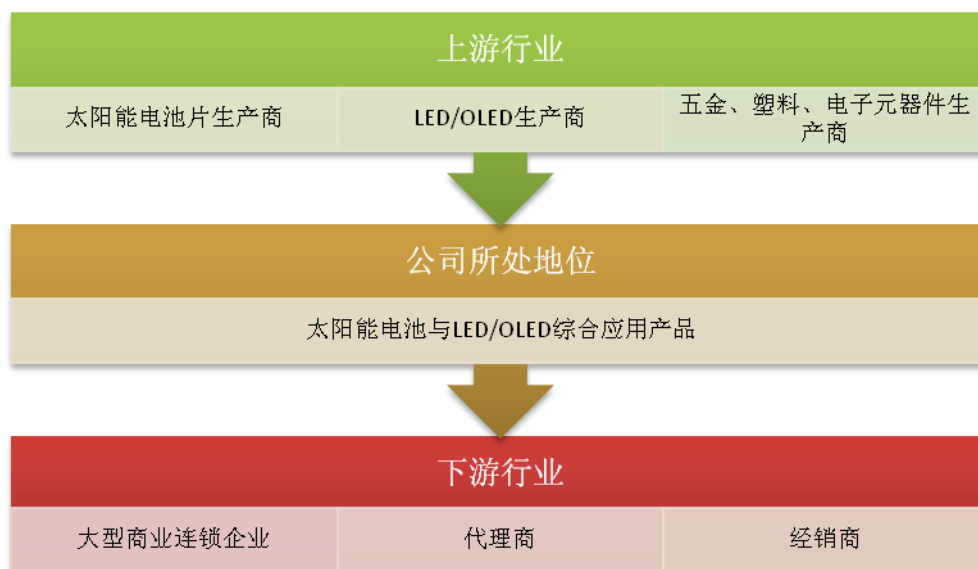 上游行业
太阳能电池片生产商
LED/OLED生产商
五金、塑料、电子元器件生
产商
公司所处地位
太阳能电池与LED/OLED综合应用产品
下游行业
大型商业连锁企业
代理商
经销商